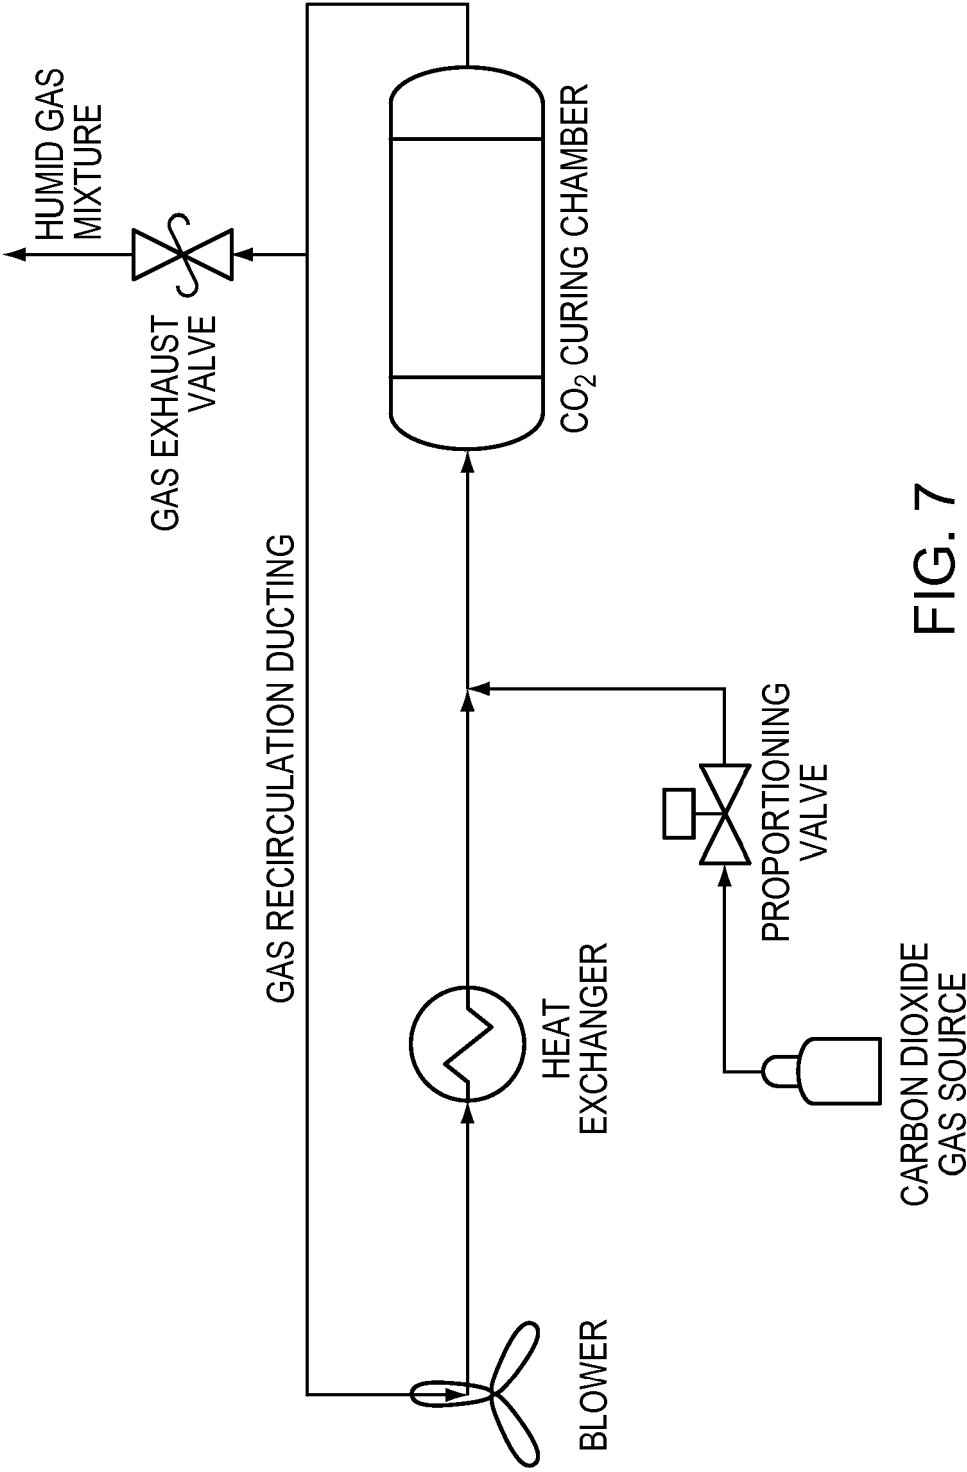 HUMID GAS
MIXTURE
GAS EXHAUST
VALVE
GAS RECIRCULATION DUCTING
CO₂ CURING CHAMBER
HEAT
EXCHANGER
BLOWER
PROPORTIONING
VALVE
CARBON DIOXIDE
GAS SOURCE
FIG. 7